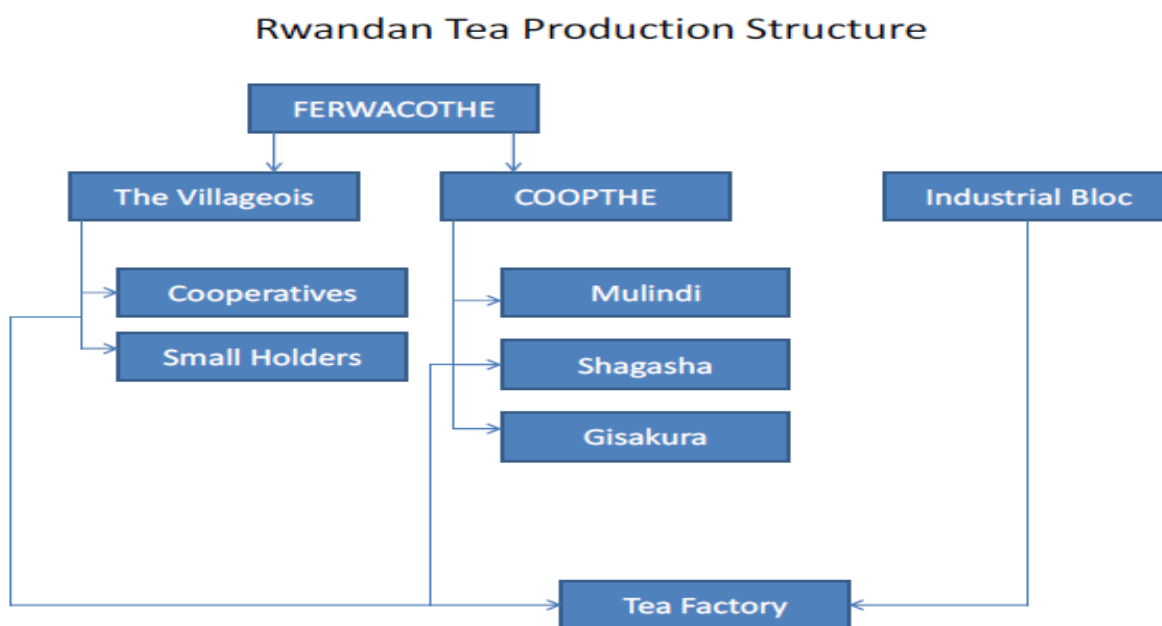 Rwandan Tea Production Structure
FERWACOTHE
The Villageois
COOPTHE
Industrial Bloc
Cooperatives
Mulindi
Small Holders
Shagasha
Gisakura
Tea Factory